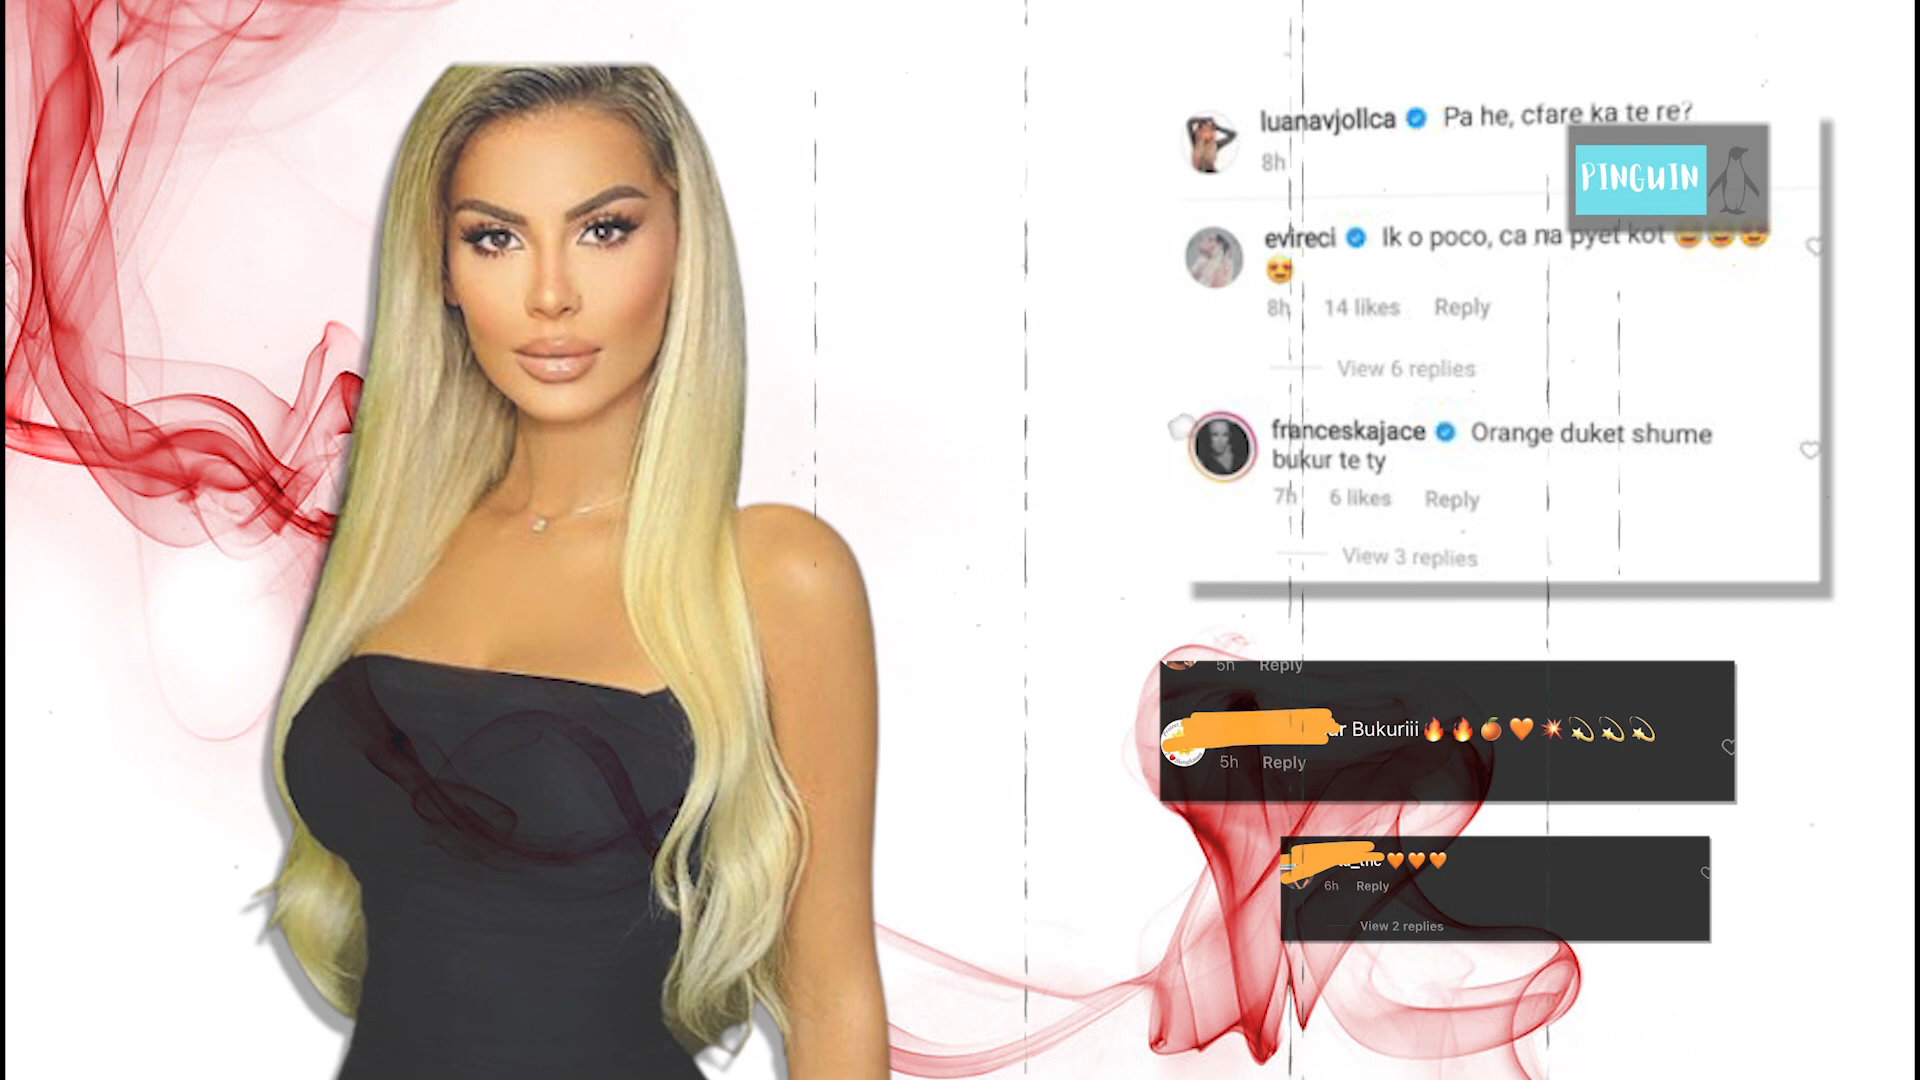 luanavjollca Pa he, cfare ka te re?
8h
PINGUIN
evireci Ik o poco, ca na pyet kot 😍😍😍
😍
8h 14 likes Reply
View 6 replies
franceskajace Orange duket shume
bukur te ty
7h 6 likes Reply
View 3 replies
5h Reply
Bukuriii🔥🔥🍊🧡💥💫💫💫
5h Reply
🧡🧡🧡
6h Reply
View 2 replies